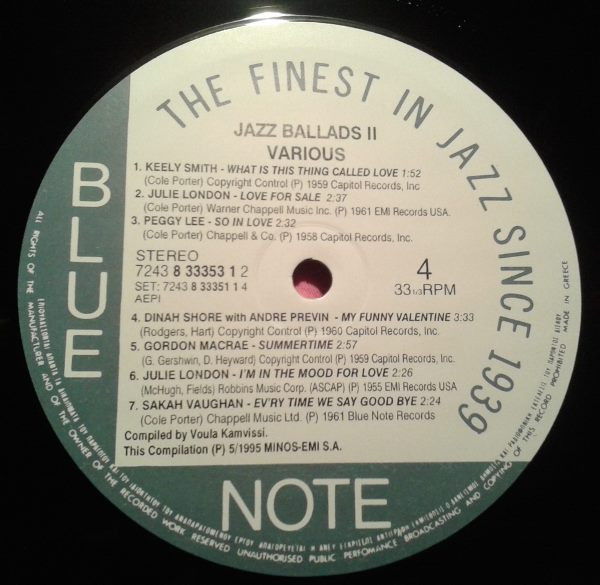 THE FINEST IN JAZZ SINCE 1939
JAZZ BALLADS II
VARIOUS
1. KEELY SMITH - WHAT IS THIS THING CALLED LOVE 1:52
(Cole Porter) Copyright Control (P) 1959 Capitol Records, Inc
2. JULIE LONDON - LOVE FOR SALE 2:37
(Cole Porter) Warner Chappell Music Inc. (P) 1961 EMI Records USA.
3. PEGGY LEE - SO IN LOVE 2:32
(Cole Porter) Chappell & Co. (P) 1958 Capitol Records, Inc.
STEREO
7243 8 33353 1 2
SET: 7243 8 33351 1 4
AEPI
4
33 1/3 RPM
4. DINAH SHORE with ANDRE PREVIN - MY FUNNY VALENTINE 3:33
(Rodgers, Hart) Copyright Control (P) 1960 Capitol Records, Inc.
5. GORDON MACRAE - SUMMERTIME 2:57
(G. Gershwin, D. Heyward) Copyright Control (P) 1959 Capitol Records, Inc.
6. JULIE LONDON - I'M IN THE MOOD FOR LOVE 2:26
(McHugh, Fields) Robbins Music Corp. (ASCAP) (P) 1955 EMI Records USA
7. SAKAH VAUGHAN - EV'RY TIME WE SAY GOOD BYE 2:24
(Cole Porter) Chappell Music Ltd. (P) 1961 Blue Note Records
Compiled by Voula Kamvissi.
This Compilation (P) 5/1995 MINOS-EMI S.A.
BLUE
NOTE
ALL RIGHTS OF THE MANUFACTURER AND OF THE OWNER OF THE RECORDED WORK RESERVED UNAUTHORISED PUBLIC PERFOMANCE BROADCASTING AND COPYING OF THIS RECORD PROHIBITED MADE IN GREECE